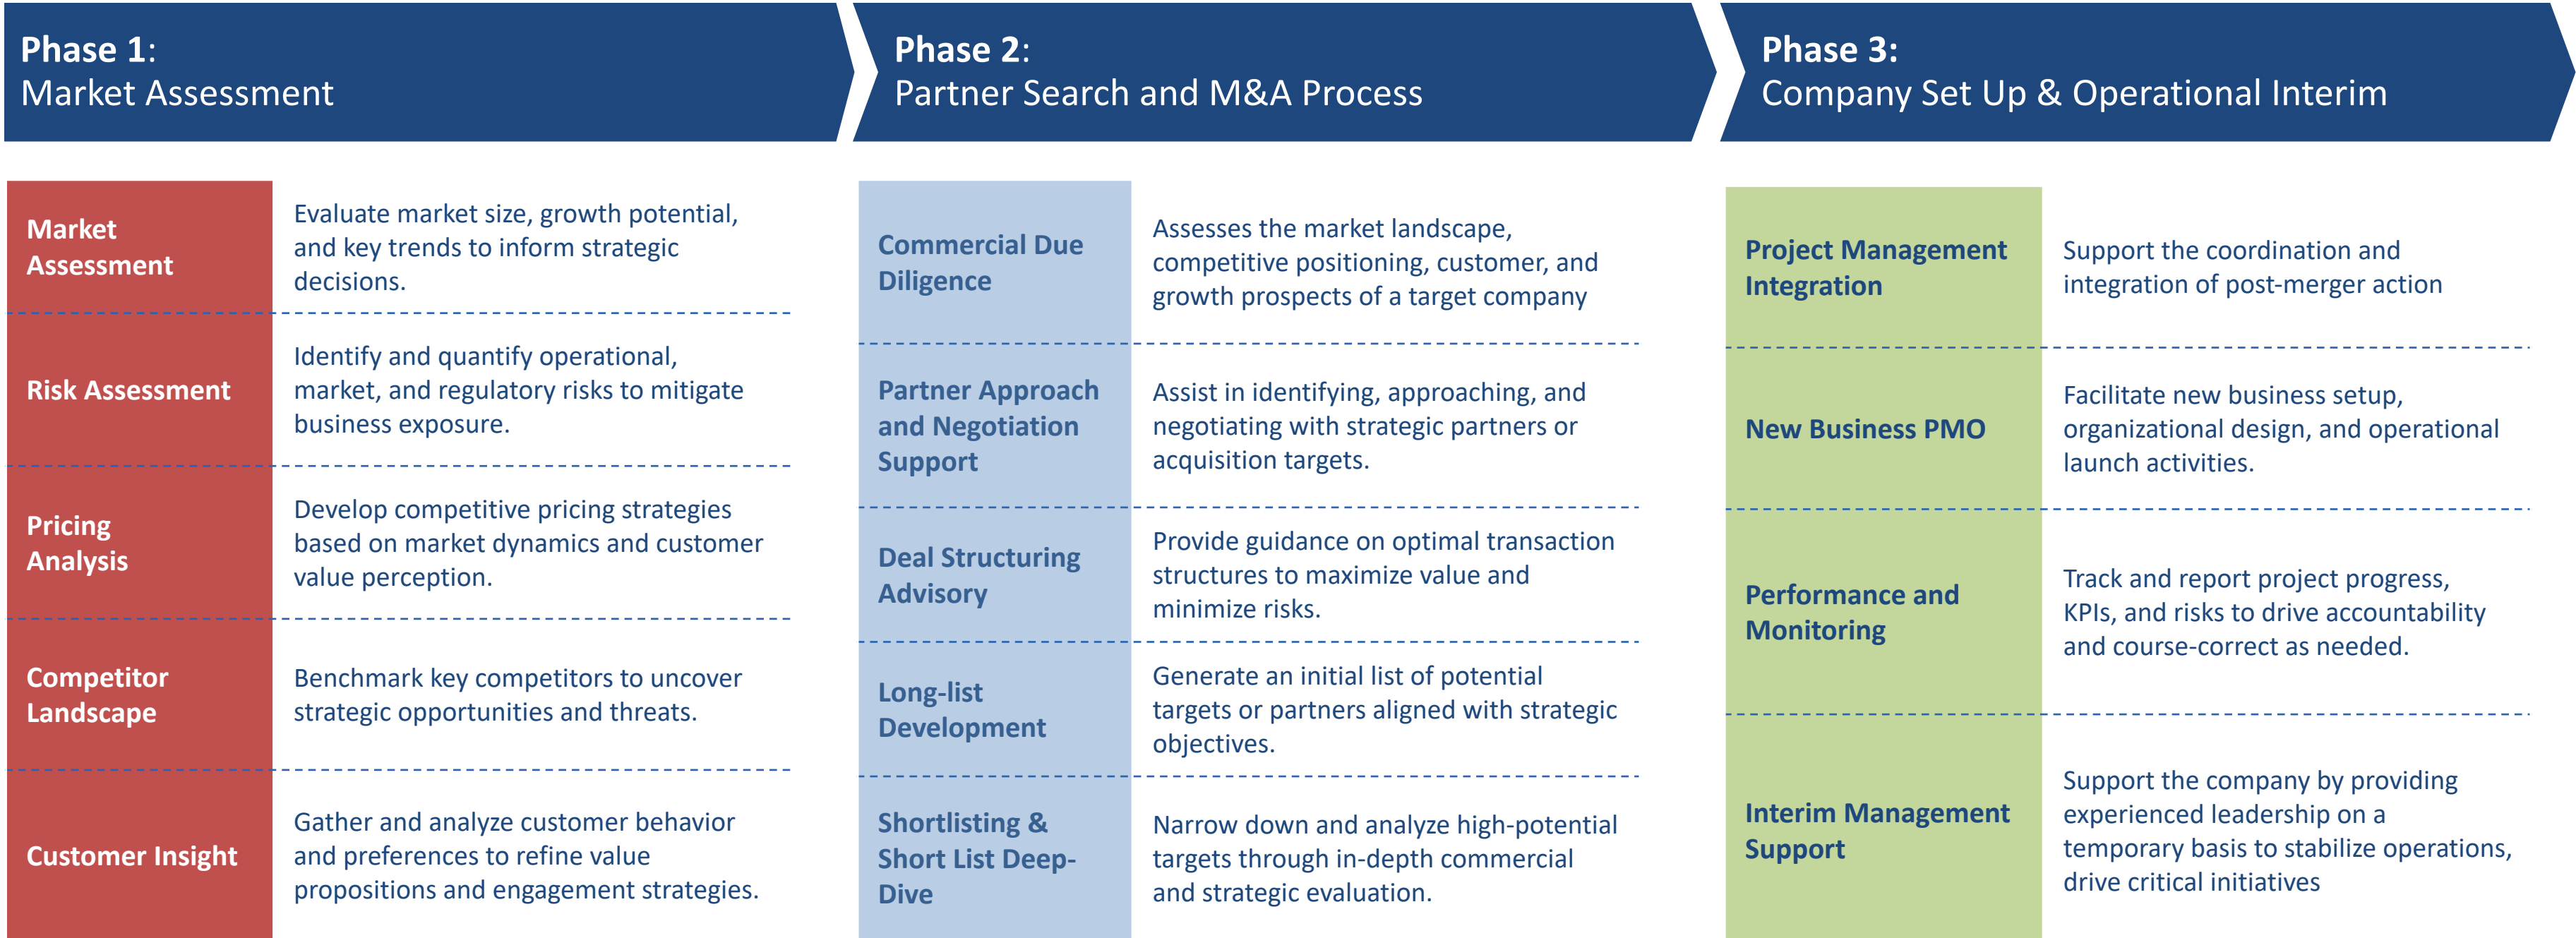 Phase 1:
Market Assessment
Phase 2:
Partner Search and M&A Process
Phase 3:
Company Set Up & Operational Interim
Market
Assessment
Evaluate market size, growth potential,
and key trends to inform strategic
decisions.
Risk Assessment
Identify and quantify operational,
market, and regulatory risks to mitigate
business exposure.
Pricing
Analysis
Develop competitive pricing strategies
based on market dynamics and customer
value perception.
Competitor
Landscape
Benchmark key competitors to uncover
strategic opportunities and threats.
Customer Insight
Gather and analyze customer behavior
and preferences to refine value
propositions and engagement strategies.
Commercial Due
Diligence
Assesses the market landscape,
competitive positioning, customer, and
growth prospects of a target company
Partner Approach
and Negotiation
Support
Assist in identifying, approaching, and
negotiating with strategic partners or
acquisition targets.
Deal Structuring
Advisory
Provide guidance on optimal transaction
structures to maximize value and
minimize risks.
Long-list
Development
Generate an initial list of potential
targets or partners aligned with strategic
objectives.
Shortlisting &
Short List Deep-
Dive
Narrow down and analyze high-potential
targets through in-depth commercial
and strategic evaluation.
Project Management
Integration
Support the coordination and
integration of post-merger action
New Business PMO
Facilitate new business setup,
organizational design, and operational
launch activities.
Performance and
Monitoring
Track and report project progress,
KPIs, and risks to drive accountability
and course-correct as needed.
Interim Management
Support
Support the company by providing
experienced leadership on a
temporary basis to stabilize operations,
drive critical initiatives